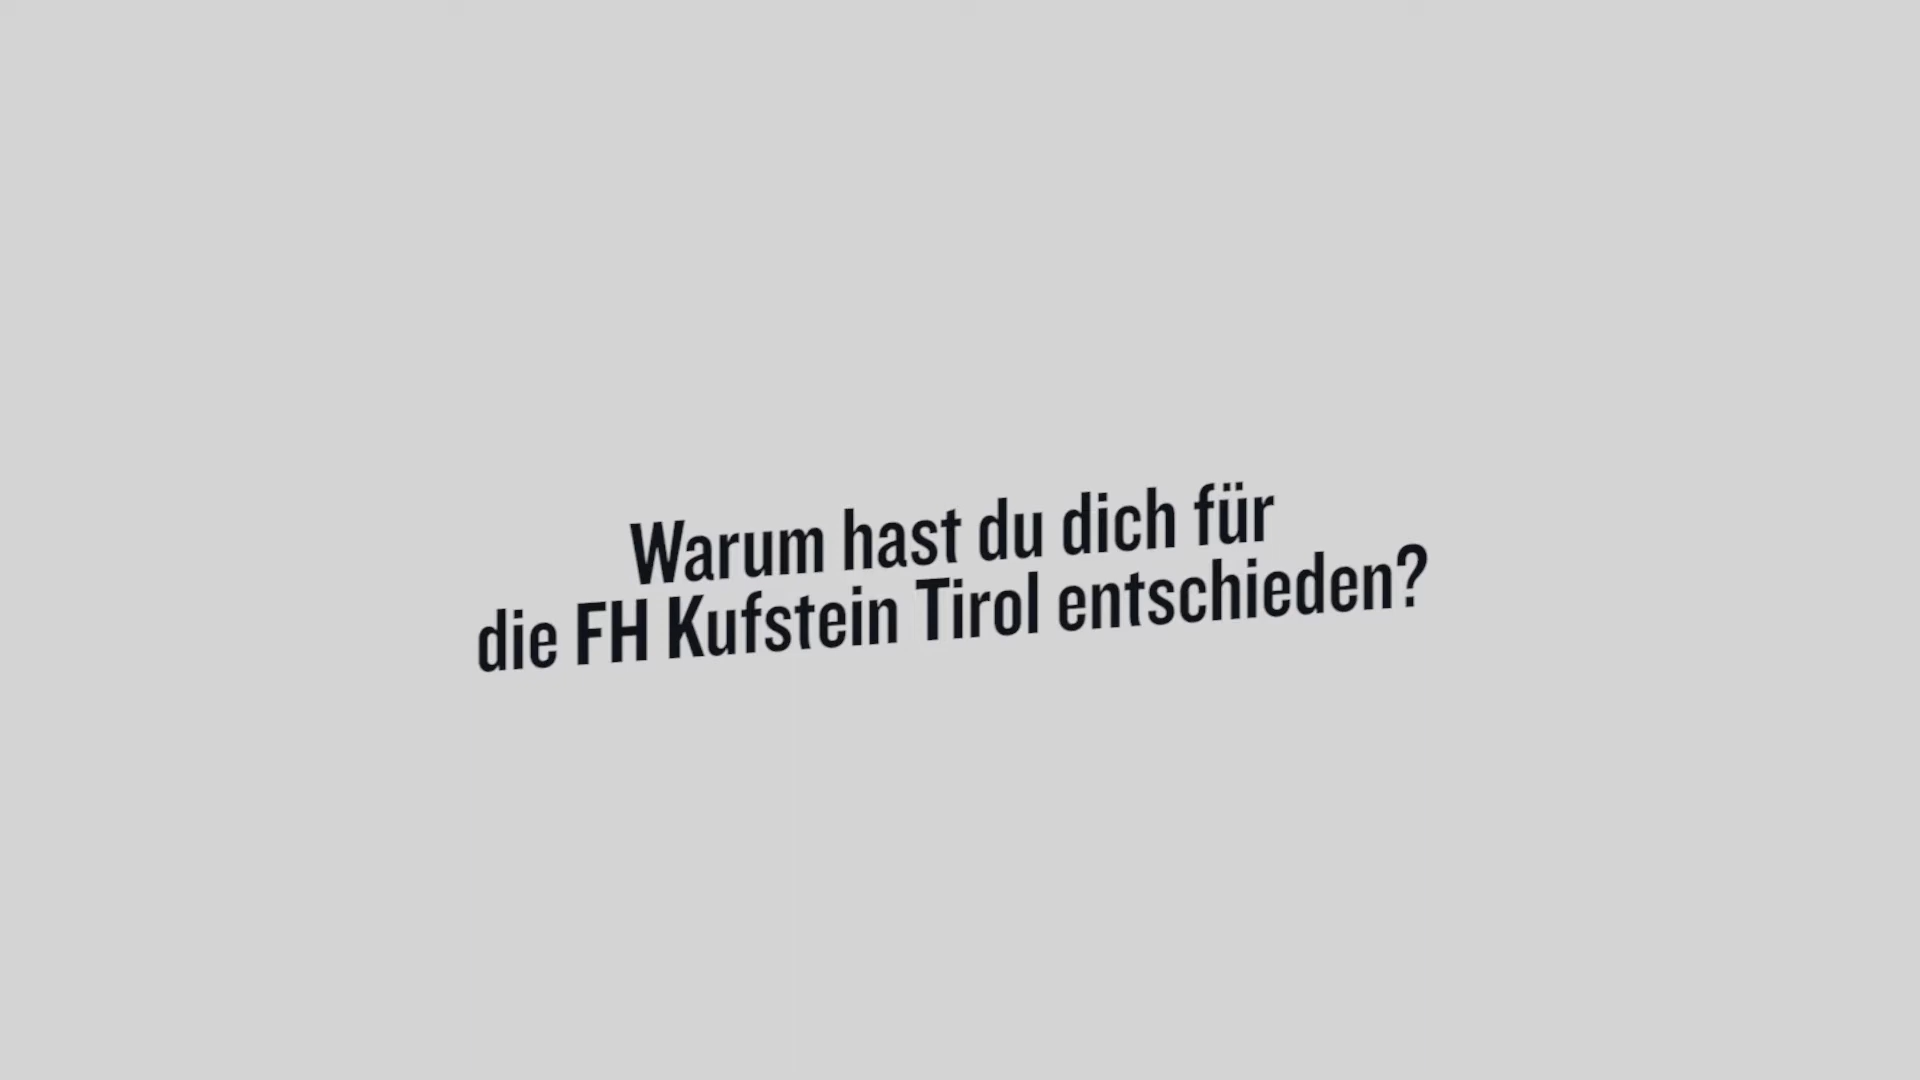 Warum hast du dich für
die FH Kufstein Tirol entschieden?